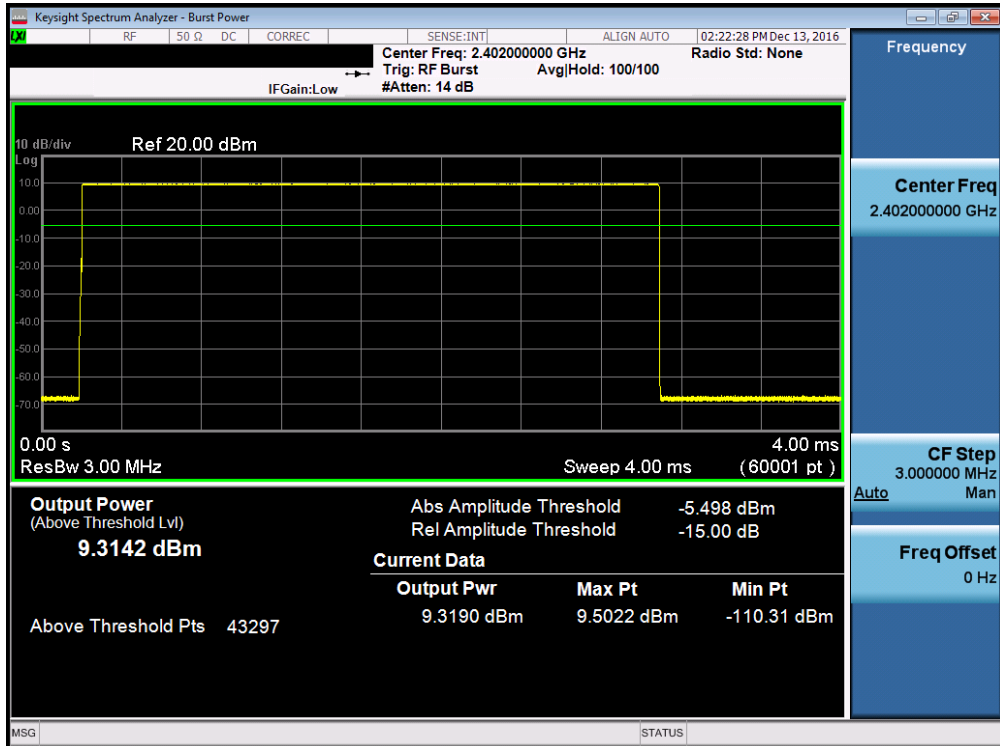 Keysight Spectrum Analyzer - Burst Power
LXI RF 50 Ω DC CORREC SENSE:INT ALIGN AUTO 02:22:28 PM Dec 13, 2016
Center Freq: 2.402000000 GHz Radio Std: None
Trig: RF Burst Avg|Hold: 100/100
IFGain:Low #Atten: 14 dB
10 dB/div Ref 20.00 dBm
Log
10.0
0.00
-10.0
-20.0
-30.0
-40.0
-50.0
-60.0
-70.0
0.00 s 4.00 ms
ResBw 3.00 MHz Sweep 4.00 ms (60001 pt)
Output Power
(Above Threshold Lvl)
9.3142 dBm
Above Threshold Pts 43297
Abs Amplitude Threshold -5.498 dBm
Rel Amplitude Threshold -15.00 dB
Current Data
Output Pwr Max Pt Min Pt
9.3190 dBm 9.5022 dBm -110.31 dBm
Frequency
Center Freq
2.402000000 GHz
CF Step
3.000000 MHz
Auto Man
Freq Offset
0 Hz
MSG STATUS